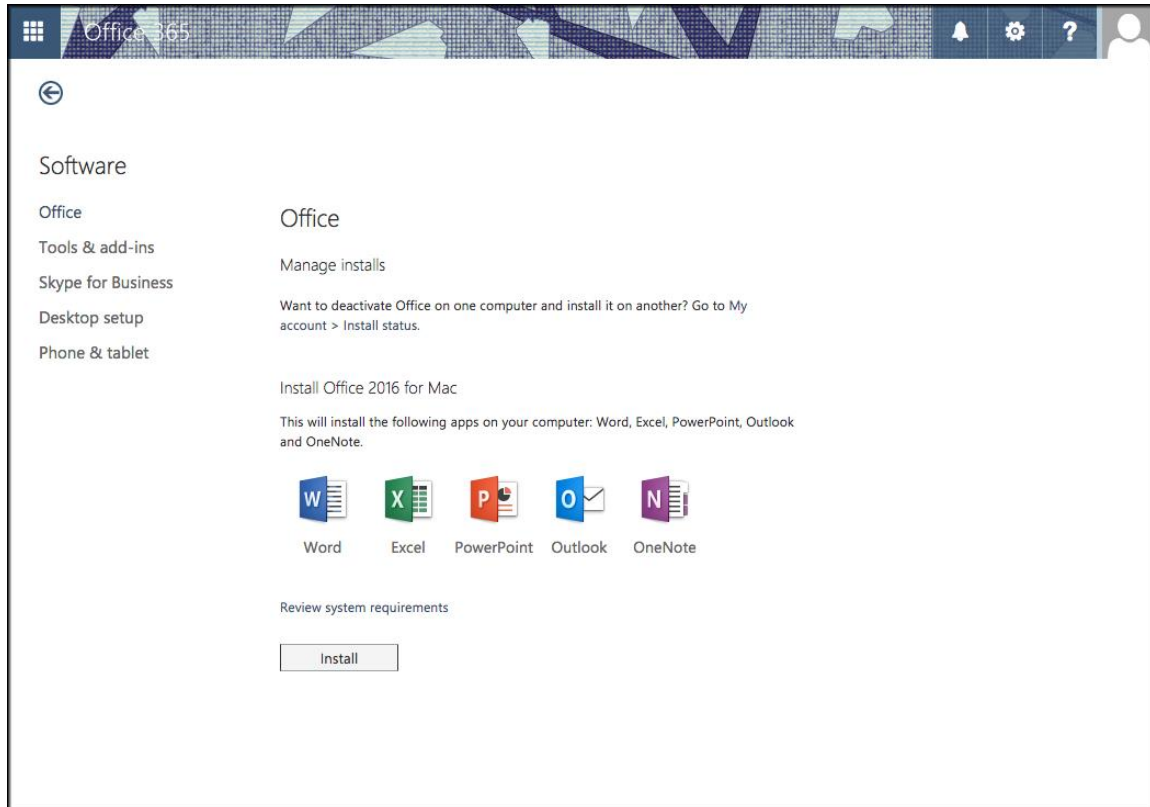 Office 365
?
Software
Office
Tools & add-ins
Skype for Business
Desktop setup
Phone & tablet
Office
Manage installs
Want to deactivate Office on one computer and install it on another? Go to My
account > Install status.
Install Office 2016 for Mac
This will install the following apps on your computer: Word, Excel, PowerPoint, Outlook
and OneNote.
W X P O N
Word Excel PowerPoint Outlook OneNote
Review system requirements
Install